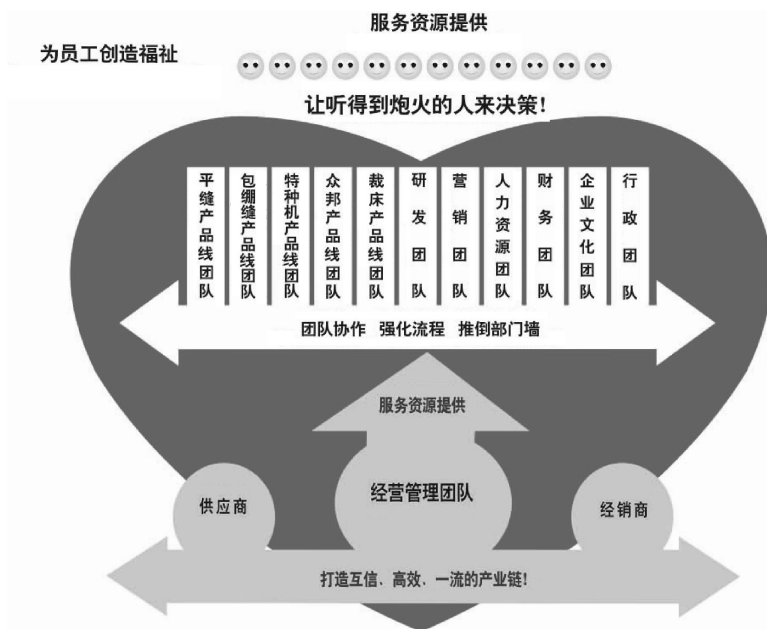 服务资源提供
为员工创造福祉
让听得到炮火的人来决策!
平缝产品线团队
包绷缝产品线团队
特种机产品线团队
众邦产品线团队
裁床产品线团队
研发团队
营销团队
人力资源团队
财务团队
企业文化团队
行政团队
团队协作 强化流程 推倒部门墙
服务资源提供
经营管理团队
供应商
经销商
打造互信、高效、一流的产业链!